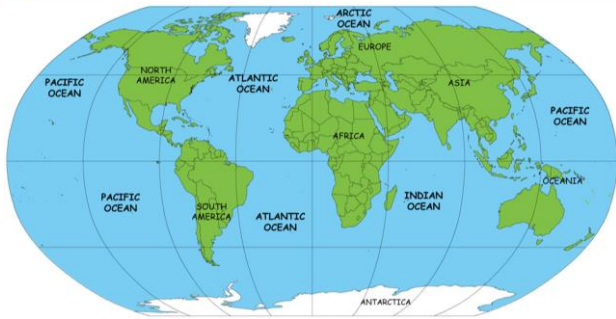 ARCTIC
OCEAN
EUROPE
NORTH
AMERICA
PACIFIC
OCEAN
ATLANTIC
OCEAN
ASIA
PACIFIC
OCEAN
AFRICA
OCEANIA
PACIFIC
OCEAN
SOUTH
AMERICA
ATLANTIC
OCEAN
INDIAN
OCEAN
ANTARCTICA